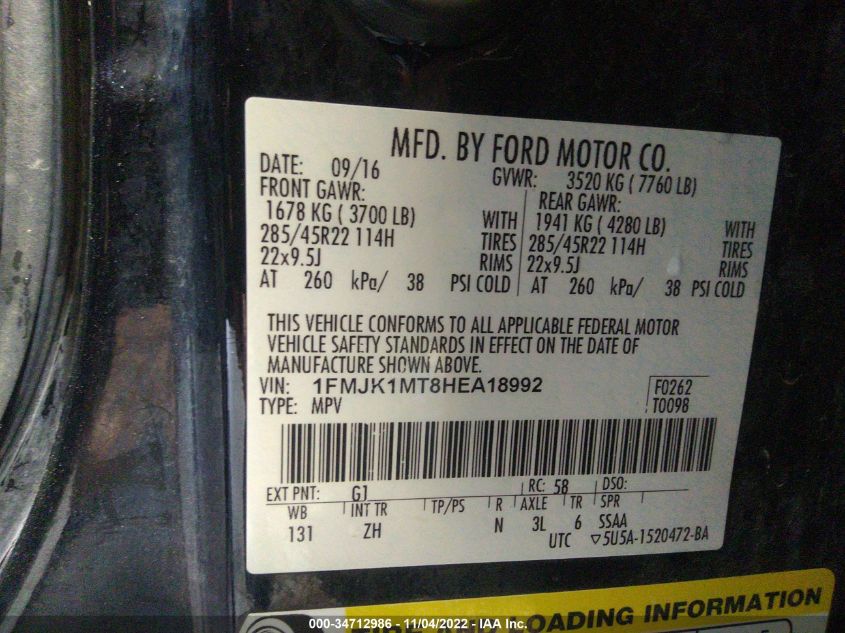 MFD. BY FORD MOTOR CO.
DATE: 09/16 GVWR: 3520 KG ( 7760 LB)
FRONT GAWR: REAR GAWR:
1678 KG ( 3700 LB) WITH 1941 KG ( 4280 LB) WITH
285/45R22 114H TIRES 285/45R22 114H TIRES
22x9.5J RIMS 22x9.5J RIMS
AT 260 kPa/ 38 PSI COLD AT 260 kPa/ 38 PSI COLD
THIS VEHICLE CONFORMS TO ALL APPLICABLE FEDERAL MOTOR
VEHICLE SAFETY STANDARDS IN EFFECT ON THE DATE OF
MANUFACTURE SHOWN ABOVE.
VIN: 1FMJK1MT8HEA18992 F0262
TYPE: MPV T0098
EXT PNT: G1 RC: 58 DSO:
WB INT TR TP/PS R AXLE TR SPR
131 ZH N 3L 6 SSAA
UTC ▽5U5A-1520472-BA
TIRE AND LOADING INFORMATION
000-34712986 - 11/04/2022 - IAA Inc.